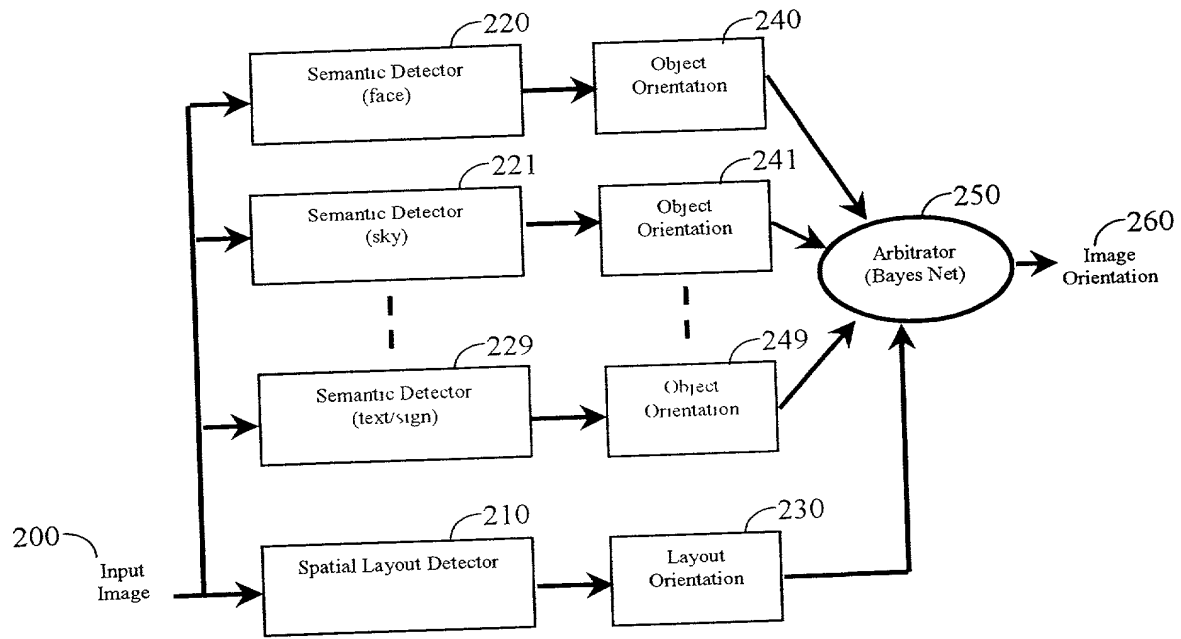 220
Semantic Detector
(face)
240
Object
Orientation
221
Semantic Detector
(sky)
241
Object
Orientation
250
Arbitrator
(Bayes Net)
260
Image
Orientation
229
Semantic Detector
(text/sign)
249
Object
Orientation
210
Spatial Layout Detector
230
Layout
Orientation
200
Input
Image